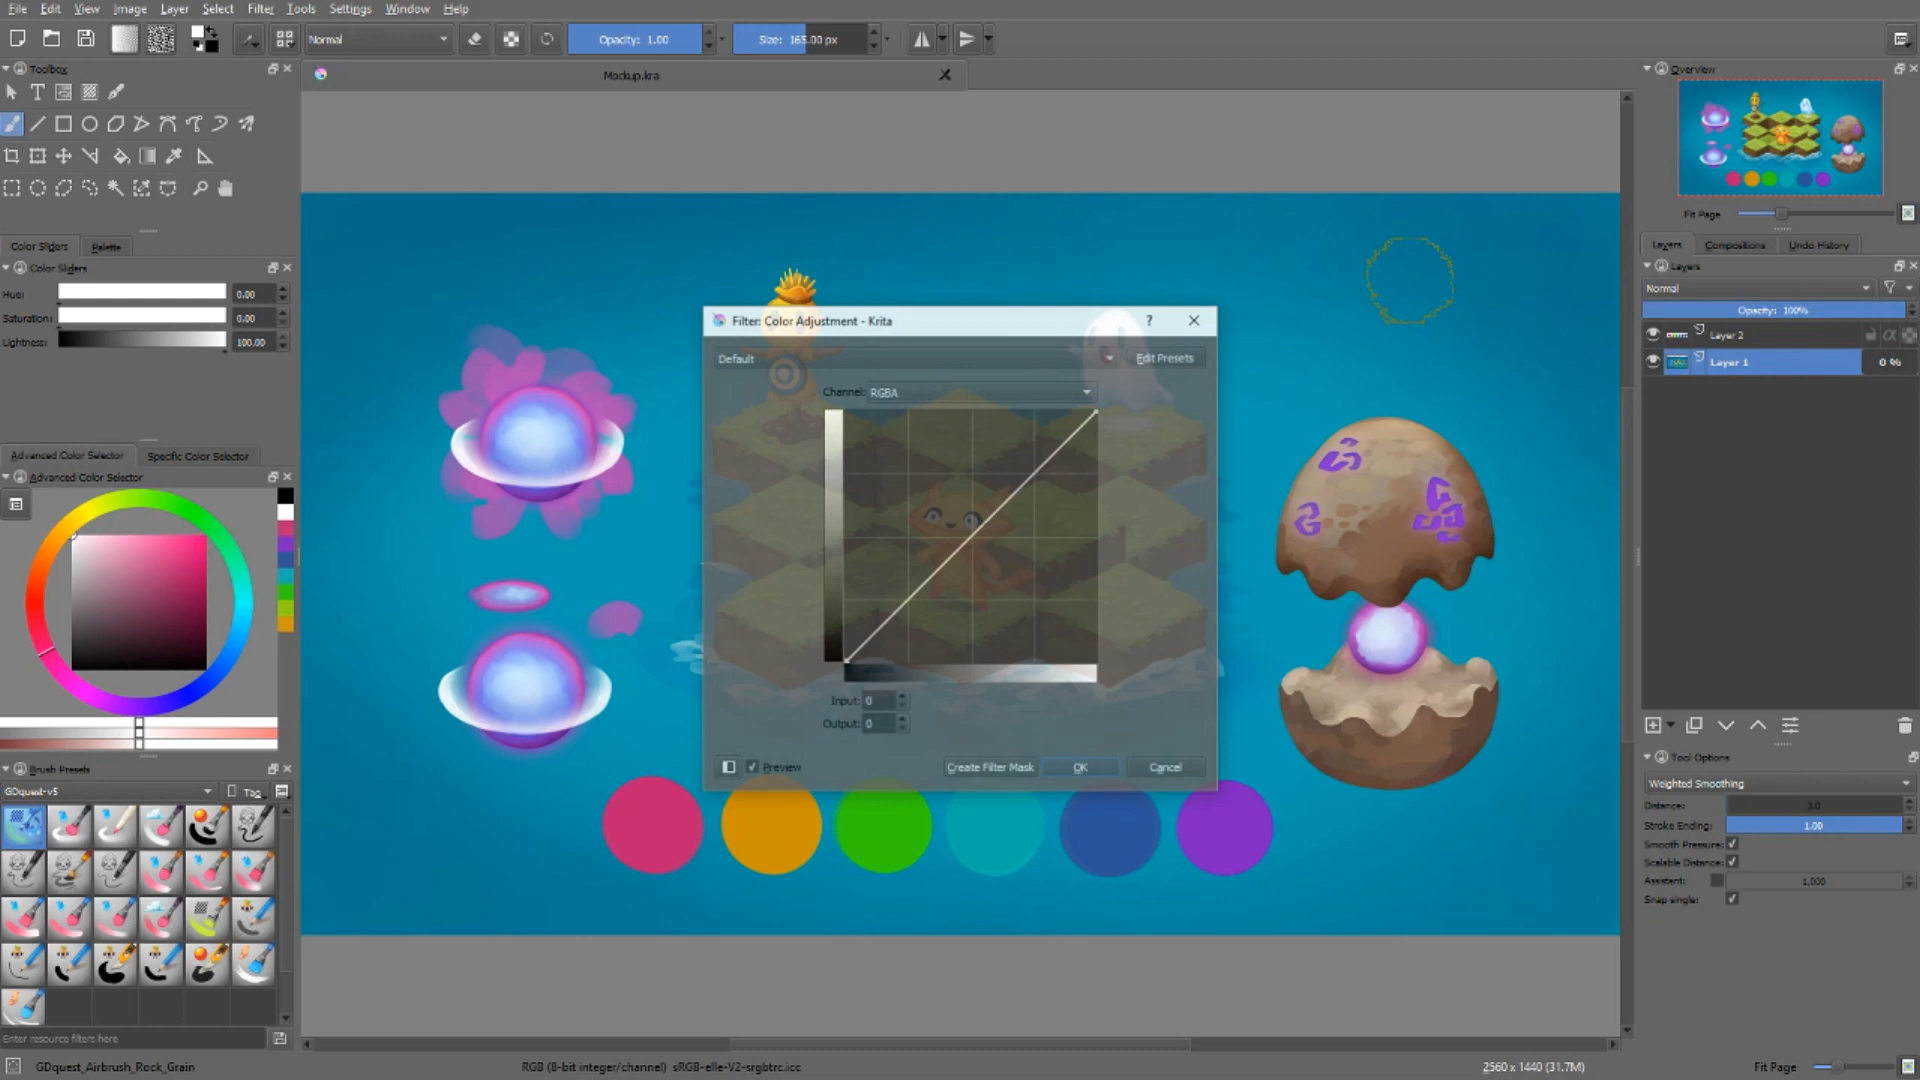 File Edit View Image Layer Select Filter Tools Settings Window Help
Normal Opacity: 1.00 Size: 165.00 px
Toolbox
Mockup.kra
Overview
Fit Page
Color Sliders Palette
Color Sliders
Hue: 0.00
Saturation: 0.00
Lightness: 100.00
Advanced Color Selector Specific Color Selector
Advanced Color Selector
Brush Presets
GDquest-v5 Tag
Enter resource filters here
GDquest_Airbrush_Rock_Grain
Filter: Color Adjustment - Krita ?
Default Edit Presets
Channel: RGBA
Input: 0
Output: 0
Preview Create Filter Mask OK Cancel
Layers Compositions Undo History
Layers
Normal
Opacity: 100%
Layer 2
Layer 1 0 %
Tool Options
Weighted Smoothing
Distance: 3.0
Stroke Ending: 1.00
Smooth Pressure:
Scalable Distance:
Assistant: 1,000
Snap single:
RGB (8-bit integer/channel) sRGB-elle-V2-srgbtrc.icc
2560 x 1440 (31.7M)
Fit Page